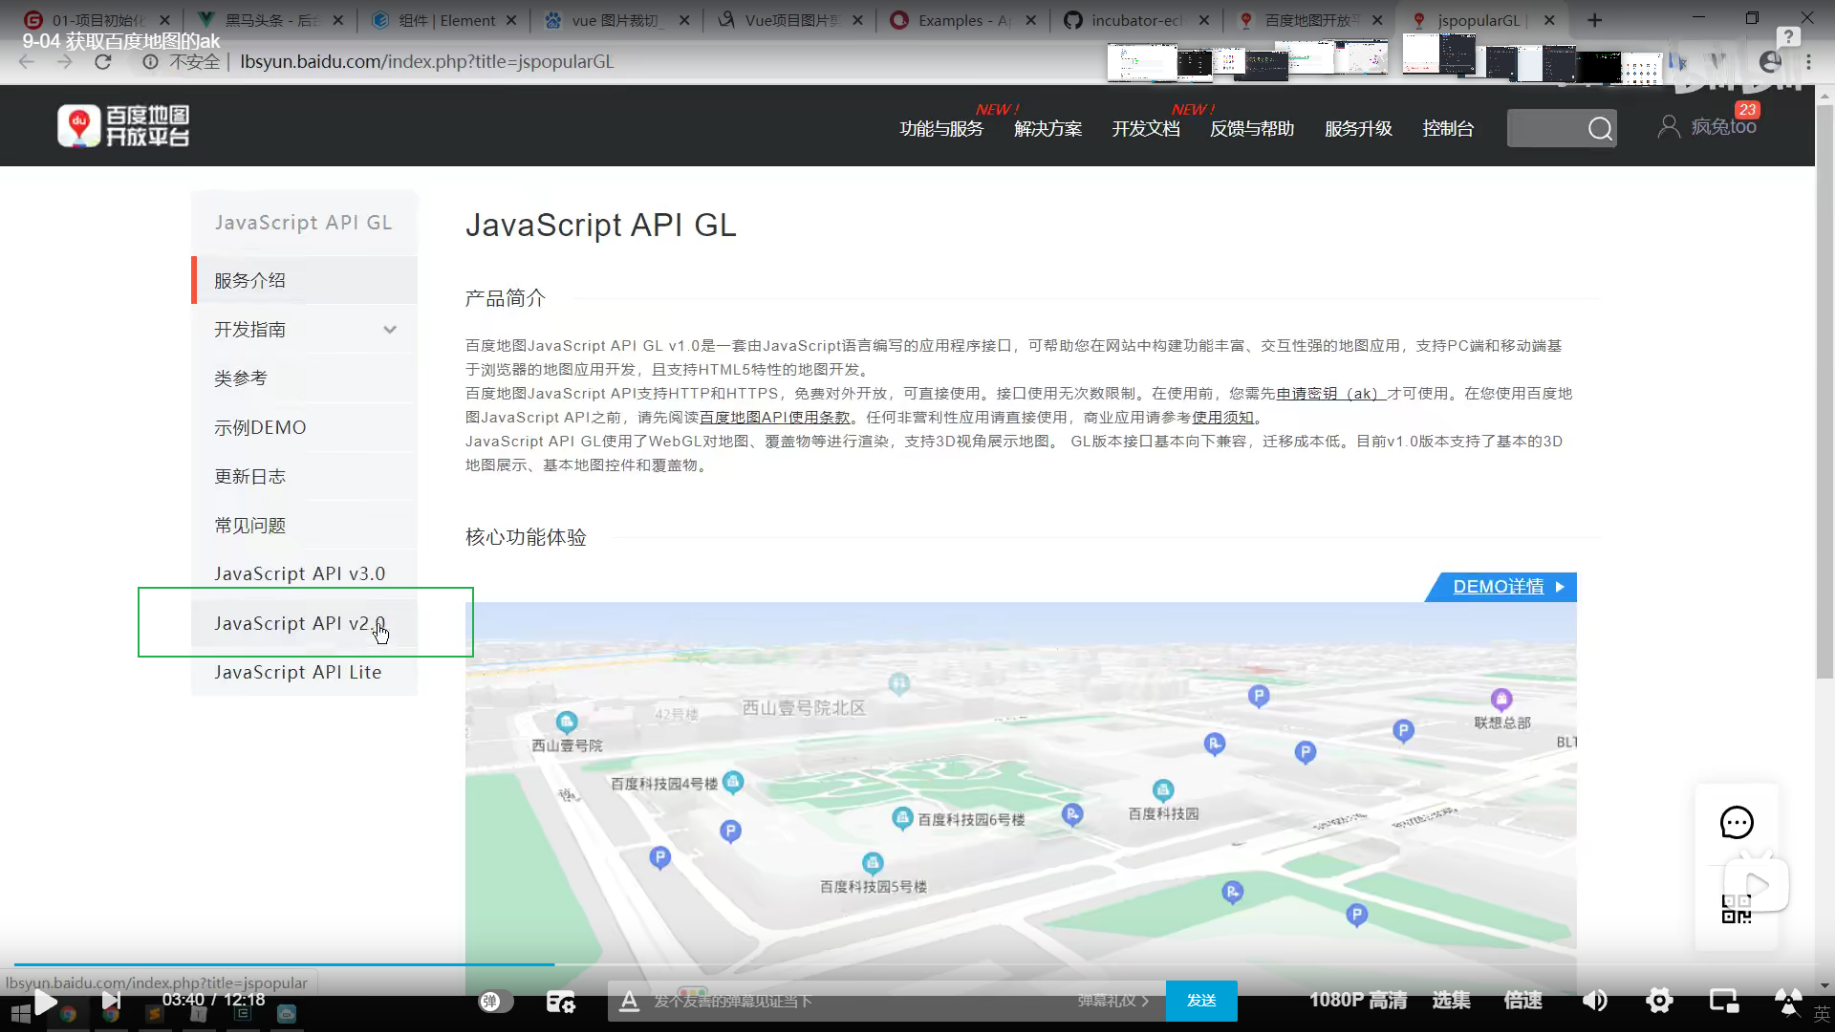 01-项目初始化
黑马头条 - 后台
组件 | Element
vue 图片裁切_
Vue项目图片剪
Examples - A
incubator-ec
百度地图开放平
jspopularGL |
9-04 获取百度地图的ak
不安全 | lbsyun.baidu.com/index.php?title=jspopularGL
百度地图
开放平台
功能与服务
NEW !
解决方案
开发文档
NEW !
反馈与帮助
服务升级
控制台
疯兔too
23
JavaScript API GL
服务介绍
开发指南
类参考
示例DEMO
更新日志
常见问题
JavaScript API v3.0
JavaScript API v2.0
JavaScript API Lite
JavaScript API GL
产品简介
百度地图JavaScript API GL v1.0是一套由JavaScript语言编写的应用程序接口，可帮助您在网站中构建功能丰富、交互性强的地图应用，支持PC端和移动端基
于浏览器的地图应用开发，且支持HTML5特性的地图开发。
百度地图JavaScript API支持HTTP和HTTPS，免费对外开放，可直接使用。接口使用无次数限制。在使用前，您需先申请密钥（ak）才可使用。在您使用百度地
图JavaScript API之前，请先阅读百度地图API使用条款。任何非营利性应用请直接使用，商业应用请参考使用须知。
JavaScript API GL使用了WebGL对地图、覆盖物等进行渲染，支持3D视角展示地图。 GL版本接口基本向下兼容，迁移成本低。目前v1.0版本支持了基本的3D
地图展示、基本地图控件和覆盖物。
核心功能体验
DEMO详情
42号楼
西山壹号院北区
西山壹号院
联想总部
BLT
百度科技园4号楼
百度科技园6号楼
百度科技园
百度科技园5号楼
lbsyun.baidu.com/index.php?title=jspopular
03:40 / 12:18
弹
发个友善的弹幕见证当下
弹幕礼仪
发送
1080P 高清
选集
倍速
英